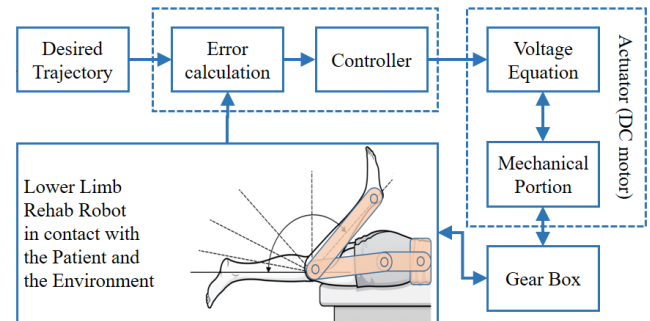 Desired
Trajectory
Error
calculation
Controller
Voltage
Equation
Actuator (DC motor)
Mechanical
Portion
Lower Limb
Rehab Robot
in contact with
the Patient and
the Environment
Gear Box